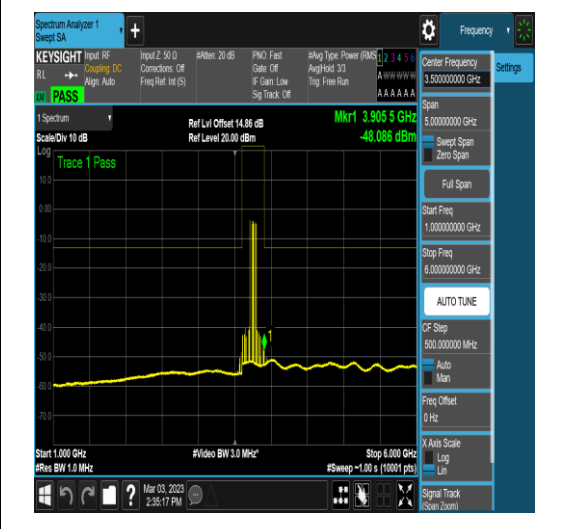 Spectrum Analyzer 1
Swept SA
+
Frequency
KEYSIGHT
RL
Input: RF
Coupling: DC
Align: Auto
Input Z: 50 Ω
Corrections: Off
Freq Ref: Int (S)
#Atten: 20 dB
PNO: Fast
Gate: Off
IF Gain: Low
Sig Track: Off
#Avg Type: Power (RMS)
Avg|Hold: 3/3
Trig: Free Run
1 2 3 4 5 6
A W W W W W
A A A A A A
PASS
1 Spectrum
Scale/Div 10 dB
Ref Lvl Offset 14.86 dB
Ref Level 20.00 dBm
Mkr1 3.905 5 GHz
-48.086 dBm
Log
Trace 1 Pass
10.0
0.00
-10.0
-20.0
-30.0
-40.0
-50.0
-60.0
-70.0
1
Start 1.000 GHz
#Res BW 1.0 MHz
#Video BW 3.0 MHz*
Stop 6.000 GHz
#Sweep ~1.00 s (10001 pts)
Mar 03, 2023
2:35:17 PM
?
Settings
Center Frequency
3.500000000 GHz
Span
5.00000000 GHz
Swept Span
Zero Span
Full Span
Start Freq
1.000000000 GHz
Stop Freq
6.000000000 GHz
AUTO TUNE
CF Step
500.000000 MHz
Auto
Man
Freq Offset
0 Hz
X Axis Scale
Log
Lin
Signal Track
(Span Zoom)